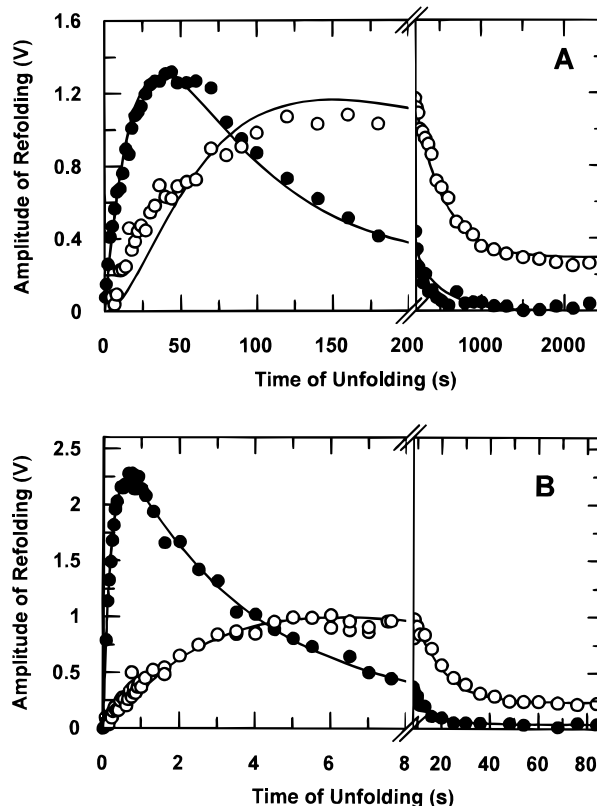 1.6
A
1.2
0.8
0.4
0
0 50 100 150 200 1000 2000
Amplitude of Refolding (V)
Time of Unfolding (s)
2.5
B
2
1.5
1
0.5
0
0 2 4 6 8 20 40 60 80
Amplitude of Refolding (V)
Time of Unfolding (s)